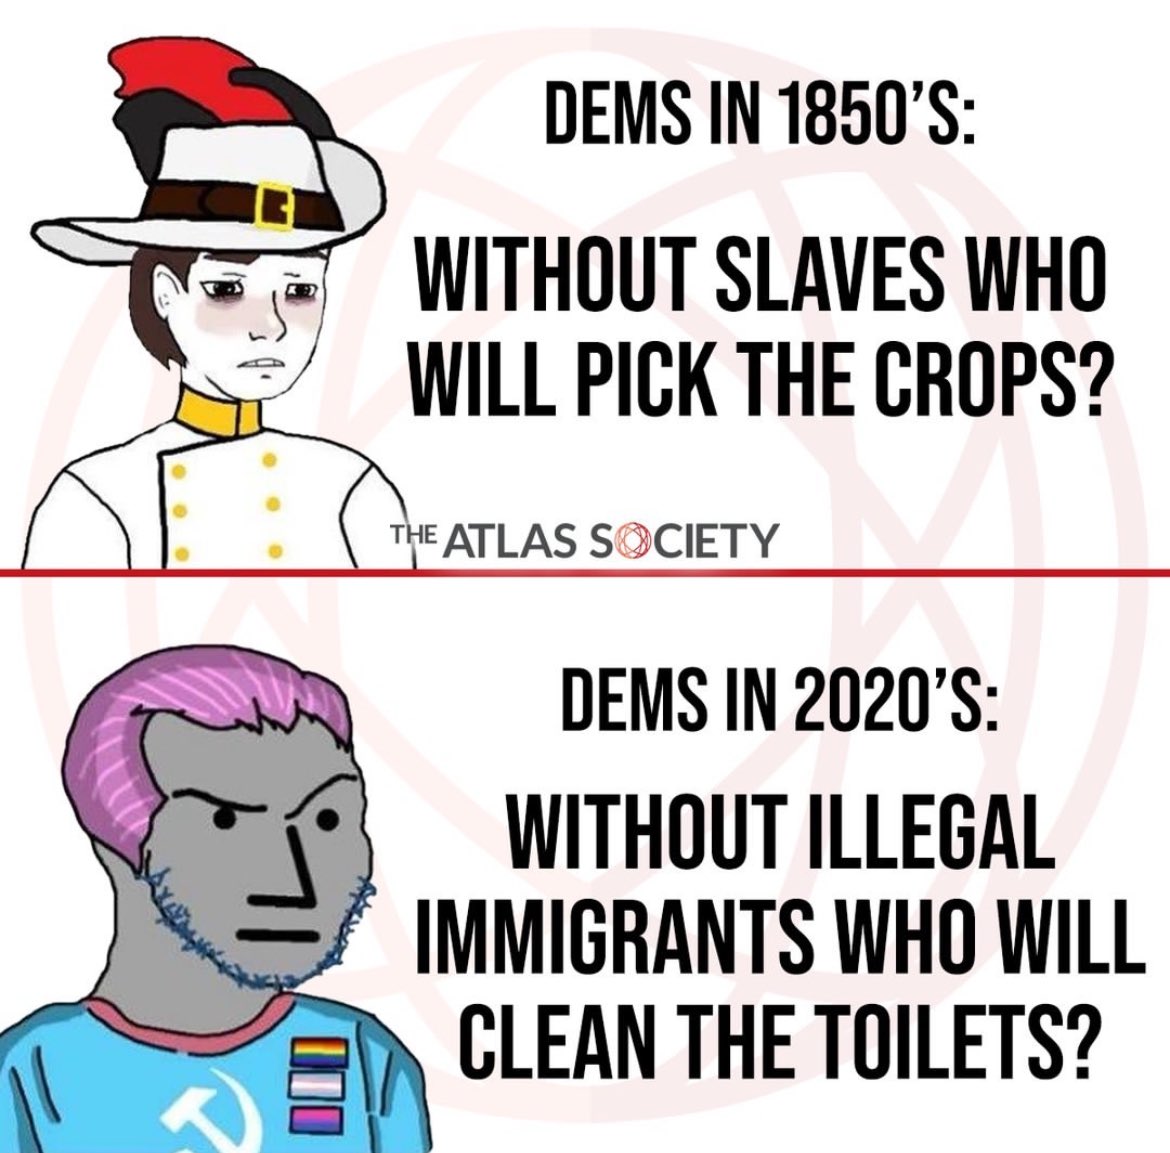 DEMS IN 1850'S:
WITHOUT SLAVES WHO
WILL PICK THE CROPS?
THE ATLAS SOCIETY
DEMS IN 2020'S:
WITHOUT ILLEGAL
IMMIGRANTS WHO WILL
CLEAN THE TOILETS?